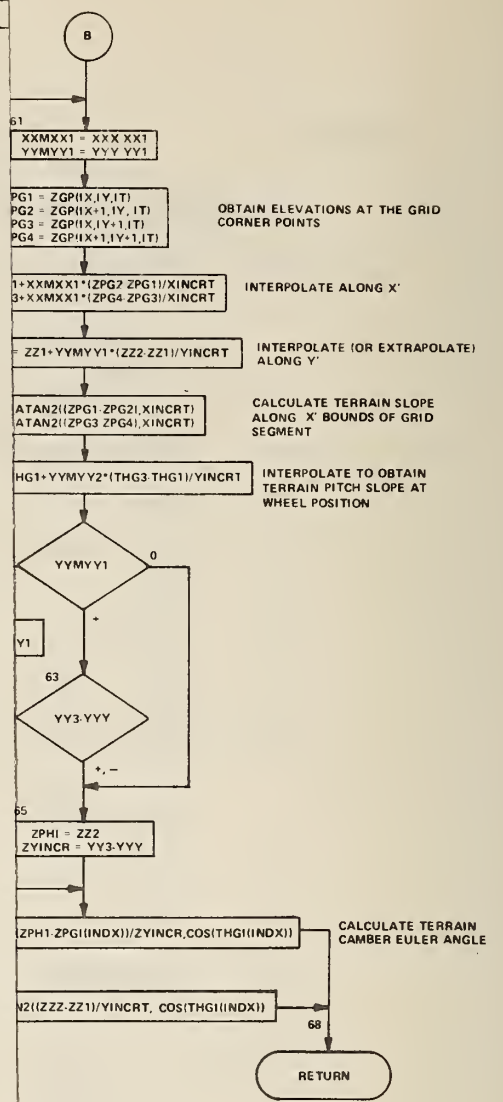 B
61
XXMXX1 = XXX XX1
YYMYY1 = YYY YY1
PG1 = ZGP(IX,IY,IT)
PG2 = ZGP(IX+1,IY, IT)
PG3 = ZGP(IX,IY+1,IT)
PG4 = ZGP(IX+1,IY+1,IT)
OBTAIN ELEVATIONS AT THE GRID
CORNER POINTS
1+XXMXX1*(ZPG2-ZPG1)/XINCRT
3+XXMXX1*(ZPG4-ZPG3)/XINCRT
INTERPOLATE ALONG X'
= ZZ1+YYMYY1*(ZZ2-ZZ1)/YINCRT
INTERPOLATE (OR EXTRAPOLATE)
ALONG Y'
ATAN2((ZPG1-ZPG2),XINCRT)
ATAN2((ZPG3 ZPG4),XINCRT)
CALCULATE TERRAIN SLOPE
ALONG X' BOUNDS OF GRID
SEGMENT
HG1+YYMYY2*(THG3-THG1)/YINCRT
INTERPOLATE TO OBTAIN
TERRAIN PITCH SLOPE AT
WHEEL POSITION
YYMYY1
0
+
Y1
63
YY3-YYY
+, –
65
ZPHI = ZZ2
ZYINCR = YY3-YYY
(ZPH1-ZPGI(INDX))/ZYINCR,COS(THGI(INDX))
CALCULATE TERRAIN
CAMBER EULER ANGLE
N2((ZZZ-ZZ1)/YINCRT, COS(THGI(INDX))
68
RETURN